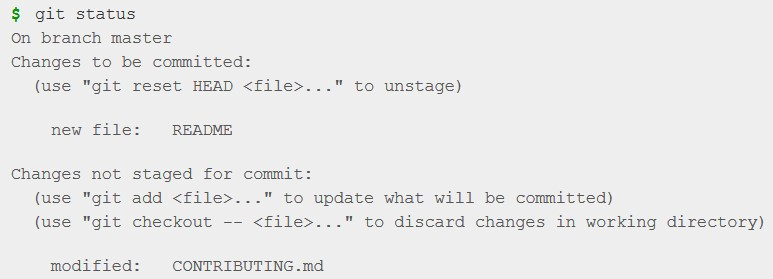 $ git status
On branch master
Changes to be committed:
(use "git reset HEAD <file>..." to unstage)
new file: README
Changes not staged for commit:
(use "git add <file>..." to update what will be committed)
(use "git checkout -- <file>..." to discard changes in working directory)
modified: CONTRIBUTING.md